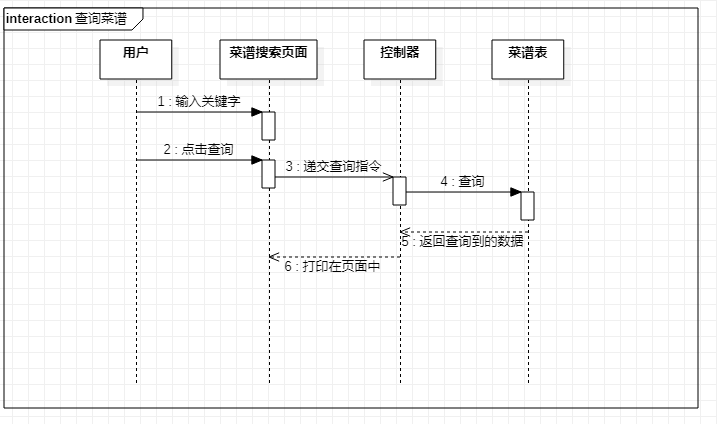 interaction 查询菜谱
用户
菜谱搜索页面
控制器
菜谱表
1 : 输入关键字
2 : 点击查询
3 : 递交查询指令
4 : 查询
5 : 返回查询到的数据
6 : 打印在页面中